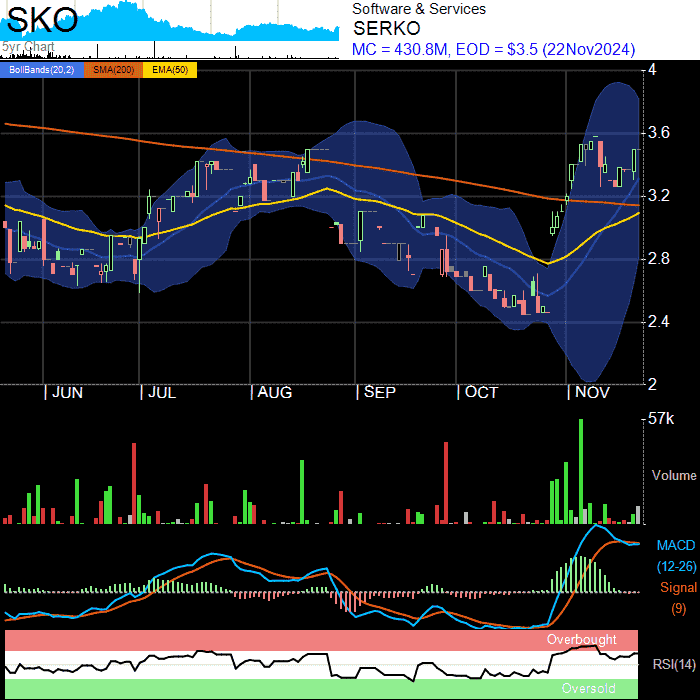 SKO
5yr Chart
Software & Services
SERKO
MC = 430.8M, EOD = $3.5 (22Nov2024)
BollBands(20,2) SMA(200) EMA(50)
4
3.6
3.2
2.8
2.4
2
JUN JUL AUG SEP OCT NOV
57k
Volume
MACD
(12-26)
Signal
(9)
Overbought
RSI(14)
Oversold